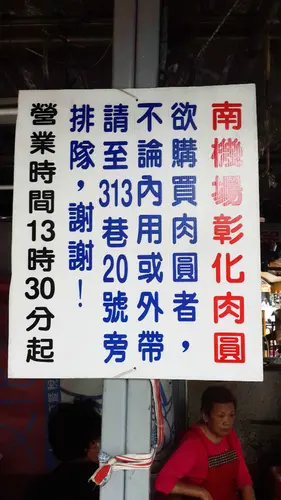 南機場彰化肉圓
欲購買肉圓者，
不論內用或外帶
請至313巷20號旁
排隊，謝謝！
營業時間13時30分起